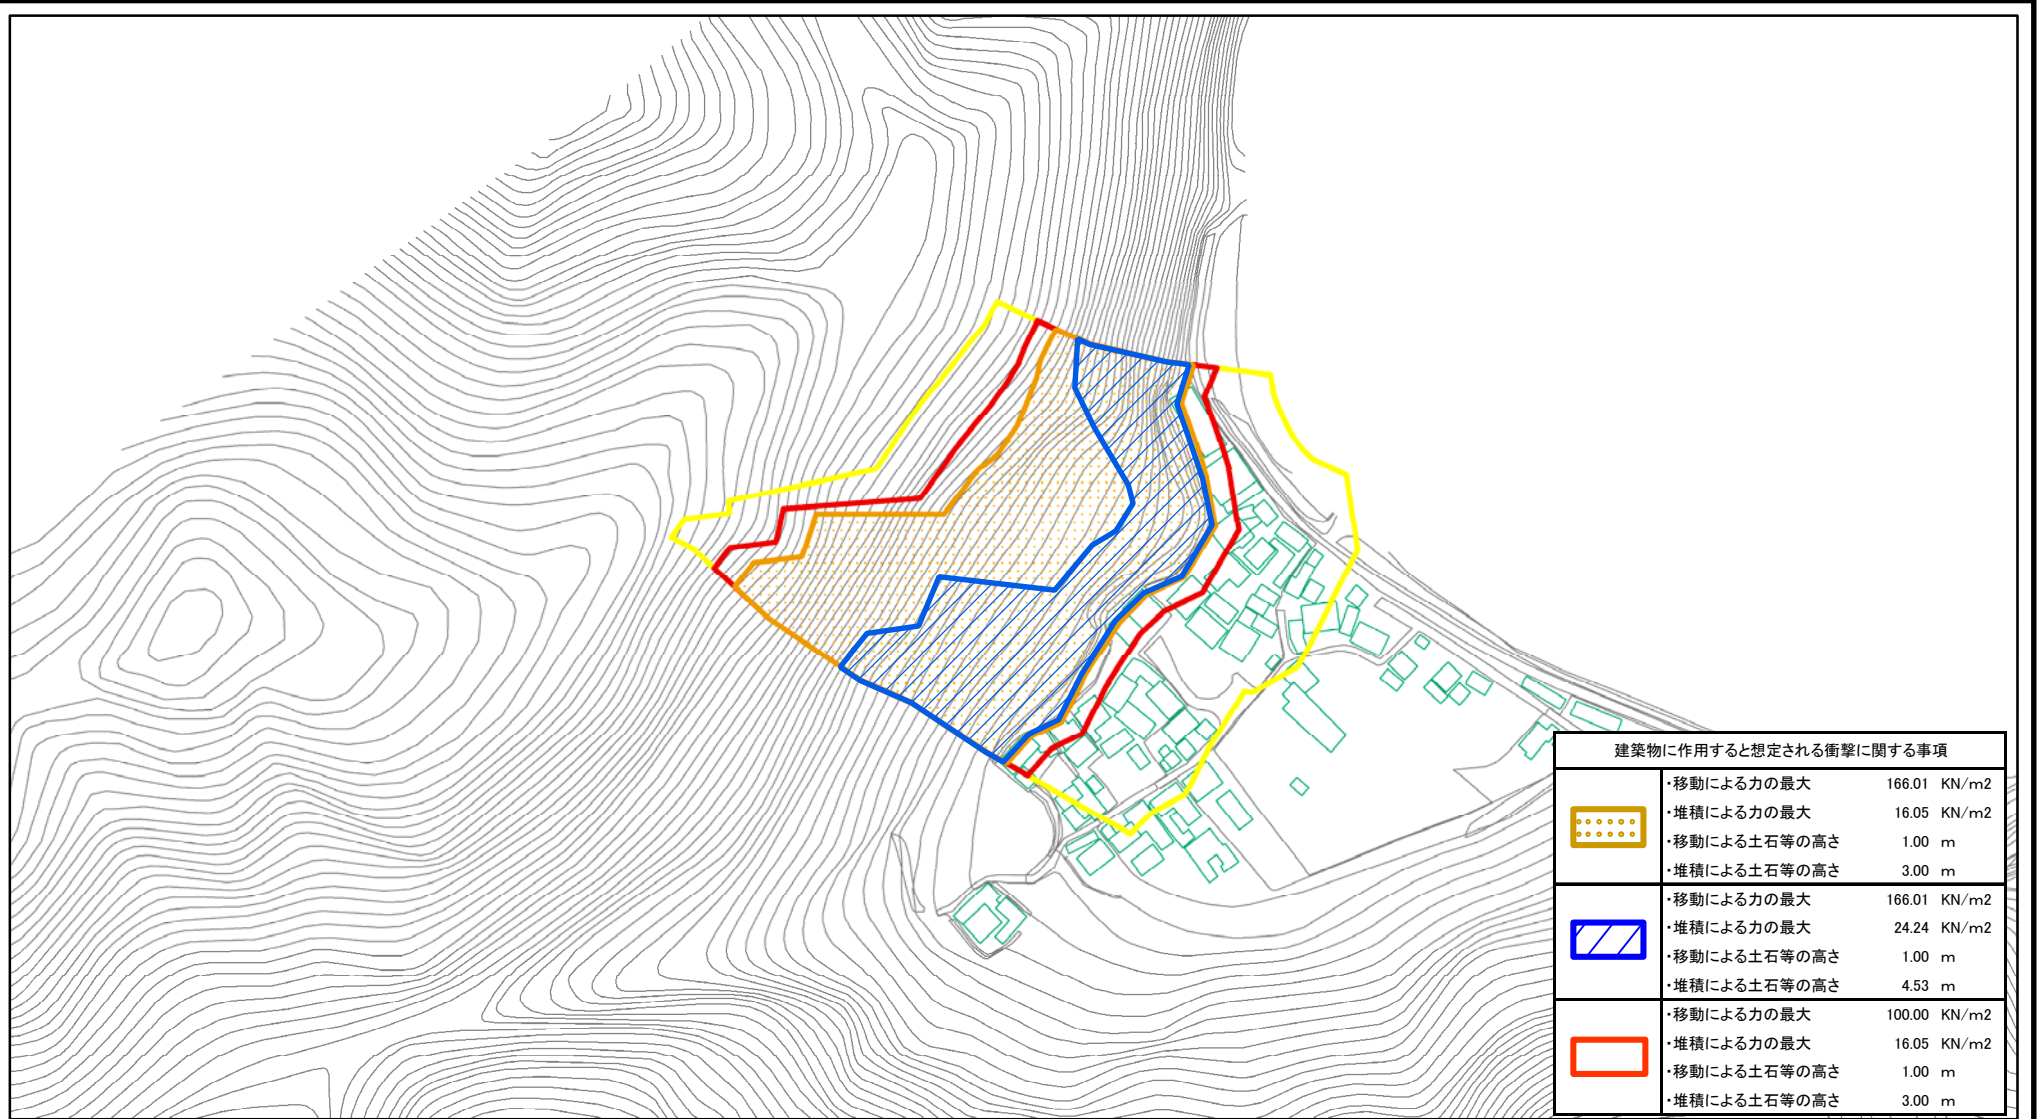 建築物に作用すると想定される衝撃に関する事項
・移動による力の最大 166.01 KN/m2
・堆積による力の最大 16.05 KN/m2
・移動による土石等の高さ 1.00 m
・堆積による土石等の高さ 3.00 m
・移動による力の最大 166.01 KN/m2
・堆積による力の最大 24.24 KN/m2
・移動による土石等の高さ 1.00 m
・堆積による土石等の高さ 4.53 m
・移動による力の最大 100.00 KN/m2
・堆積による力の最大 16.05 KN/m2
・移動による土石等の高さ 1.00 m
・堆積による土石等の高さ 3.00 m